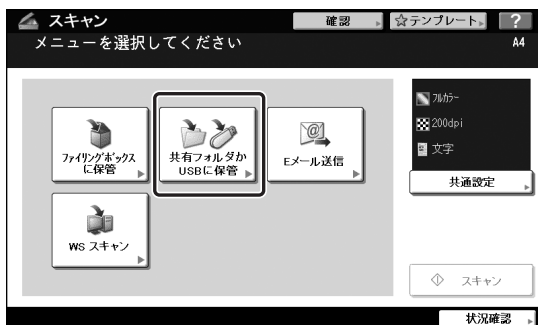 スキャン
確認
☆テンプレート
?
メニューを選択してください
A4
ファイリングボックス
に保管
共有フォルダか
USBに保管
Eメール送信
WS スキャン
フルカラー
200dpi
文字
共通設定
スキャン
状況確認